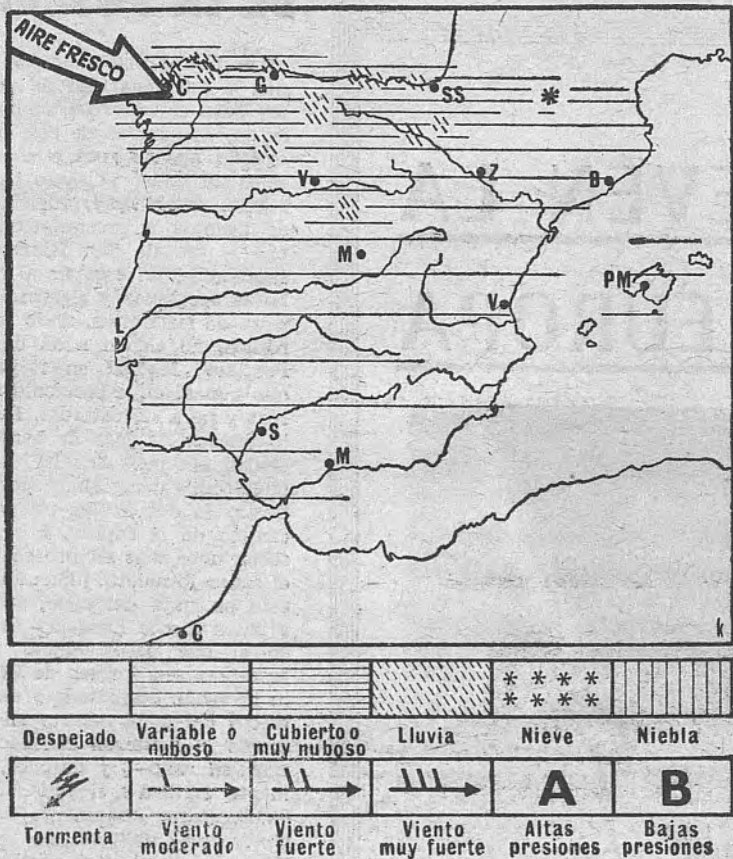 AIRE FRESCO
C
G
SS
*
V
Z
B
M
PM
V
L
S
M
C
k
Despejado
Variable o
nuboso
Cubierto o
muy nuboso
Lluvia
Nieve
Niebla
A
B
Tormenta
Viento
moderado
Viento
fuerte
Viento
muy fuerte
Altas
presiones
Bajas
presiones